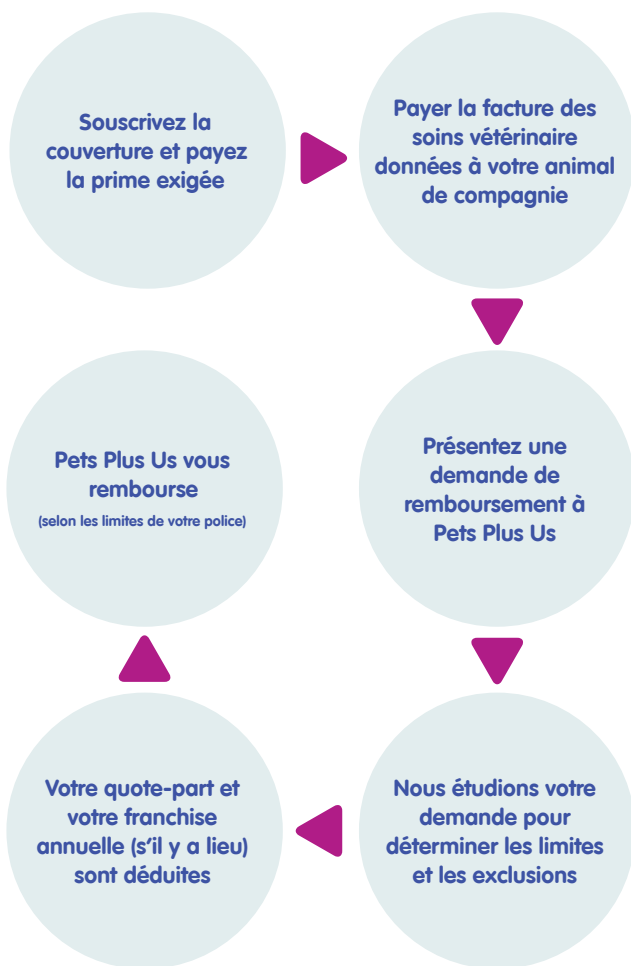 Souscrivez la
couverture et payez
la prime exigée
Payer la facture des
soins vétérinaire
données à votre animal
de compagnie
Présentez une
demande de
remboursement à
Pets Plus Us
Nous étudions votre
demande pour
déterminer les limites
et les exclusions
Votre quote-part et
votre franchise
annuelle (s'il y a lieu)
sont déduites
Pets Plus Us vous
rembourse
(selon les limites de votre police)